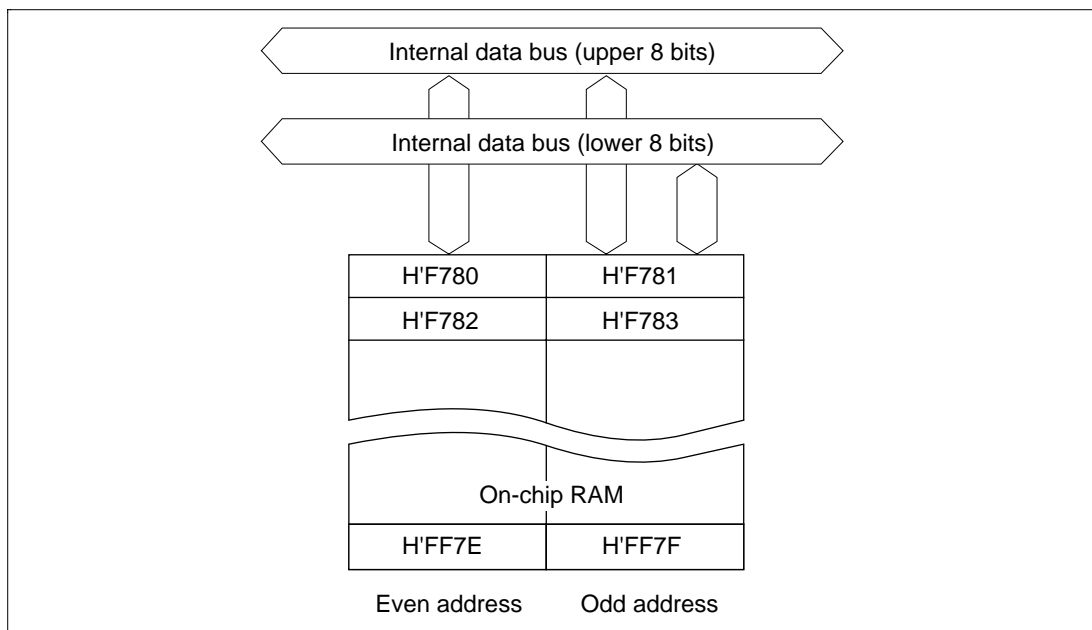 Internal data bus (upper 8 bits)
Internal data bus (lower 8 bits)
H'F780 H'F781
H'F782 H'F783
On-chip RAM
H'FF7E H'FF7F
Even address Odd address